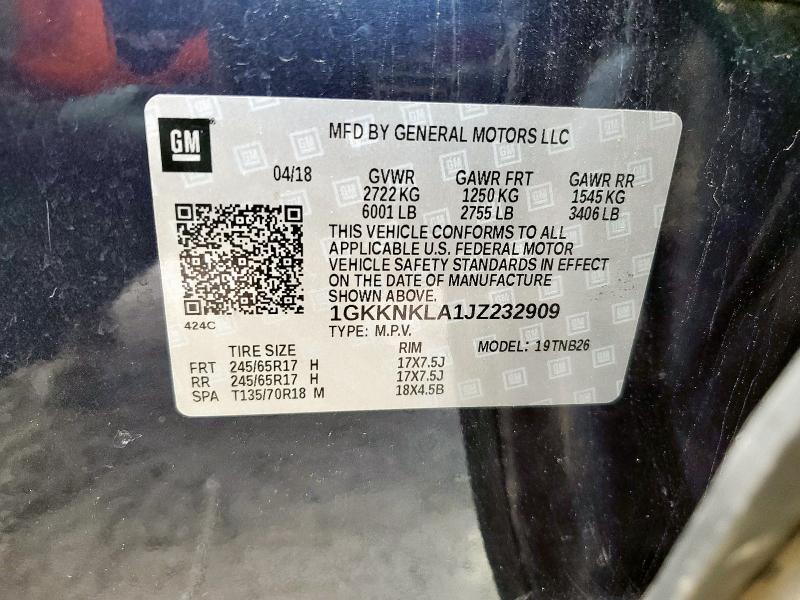 GM
MFD BY GENERAL MOTORS LLC
04/18 GVWR GAWR FRT GAWR RR
2722 KG 1250 KG 1545 KG
6001 LB 2755 LB 3406 LB
THIS VEHICLE CONFORMS TO ALL
APPLICABLE U.S. FEDERAL MOTOR
VEHICLE SAFETY STANDARDS IN EFFECT
ON THE DATE OF MANUFACTURE
SHOWN ABOVE.
424C
1GKKNKLA1JZ232909
TYPE: M.P.V. MODEL: 19TNB26
TIRE SIZE RIM
FRT 245/65R17 H 17X7.5J
RR 245/65R17 H 17X7.5J
SPA T135/70R18 M 18X4.5B